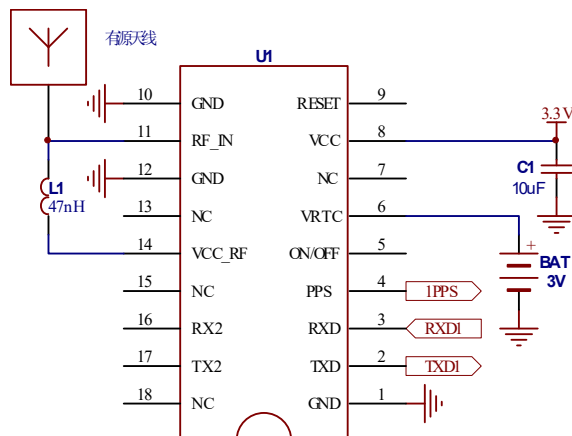 有源天线
U1
10 GND RESET 9
11 RF_IN VCC 8
3.3V
12 GND NC 7
C1
10uF
L1
47nH
13 NC VRTC 6
14 VCC_RF ON/OFF 5
+
BAT
3V
15 NC PPS 4 1PPS
16 RX2 RXD 3 RXD1
17 TX2 TXD 2 TXD1
18 NC GND 1